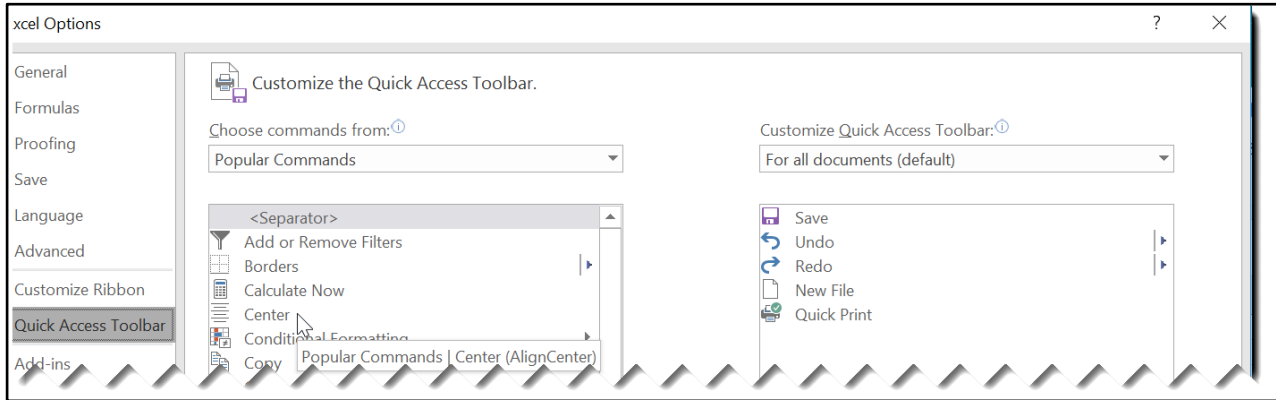 xcel Options ?
General
Formulas
Proofing
Save
Language
Advanced
Customize Ribbon
Quick Access Toolbar
Add-ins
Customize the Quick Access Toolbar.
Choose commands from:
Popular Commands
<Separator>
Add or Remove Filters
Borders
Calculate Now
Center
Conditional Formatting
Copy
Popular Commands | Center (AlignCenter)
Customize Quick Access Toolbar:
For all documents (default)
Save
Undo
Redo
New File
Quick Print